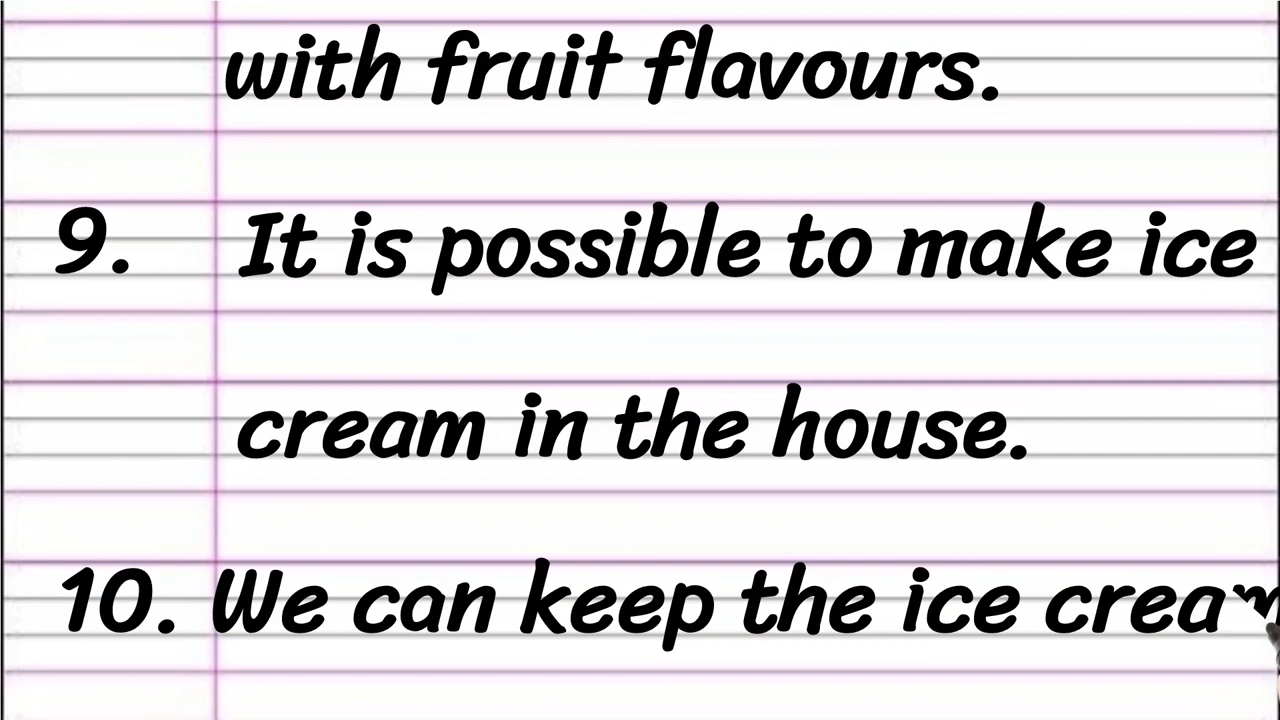 with fruit flavours.
9. It is possible to make ice
cream in the house.
10. We can keep the ice cream